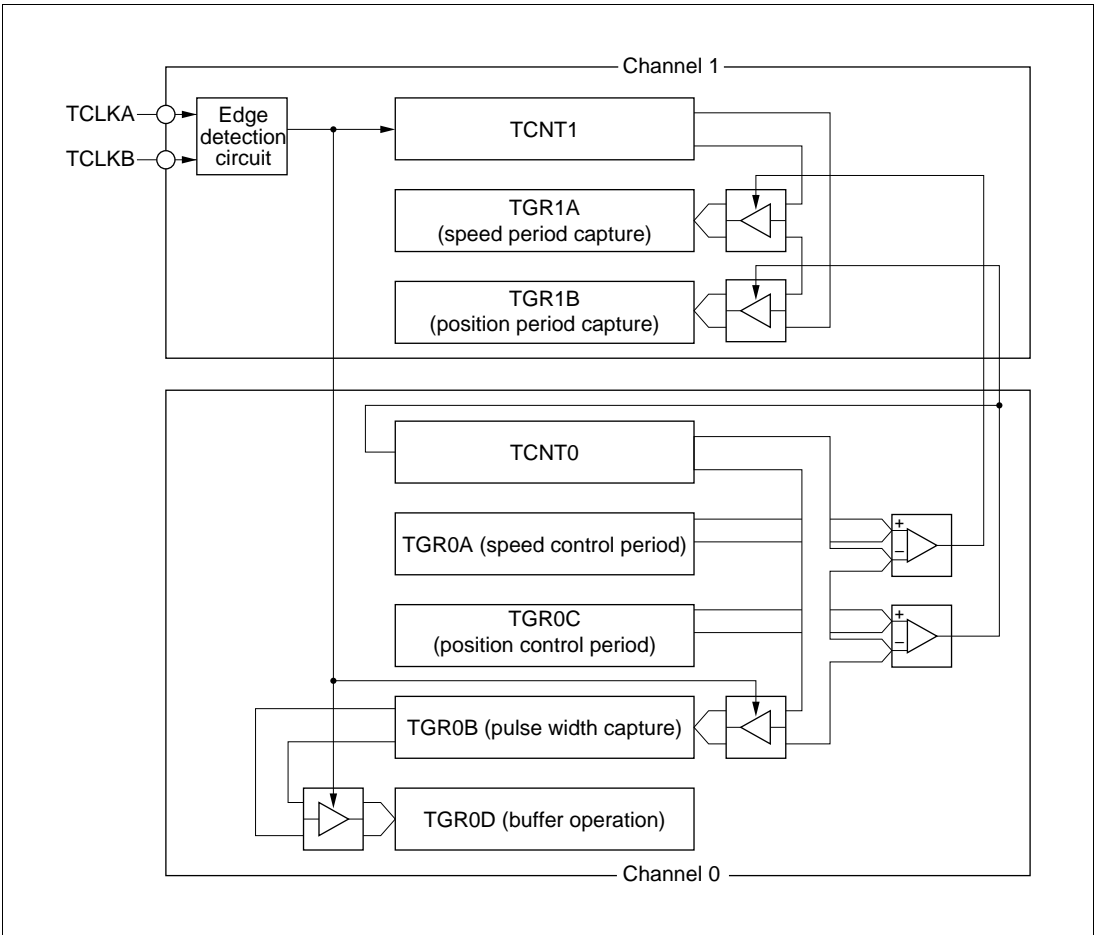 Channel 1
TCLKA
TCLKB
Edge
detection
circuit
TCNT1
TGR1A
(speed period capture)
TGR1B
(position period capture)
TCNT0
TGR0A (speed control period)
+
−
TGR0C
(position control period)
+
−
TGR0B (pulse width capture)
TGR0D (buffer operation)
Channel 0